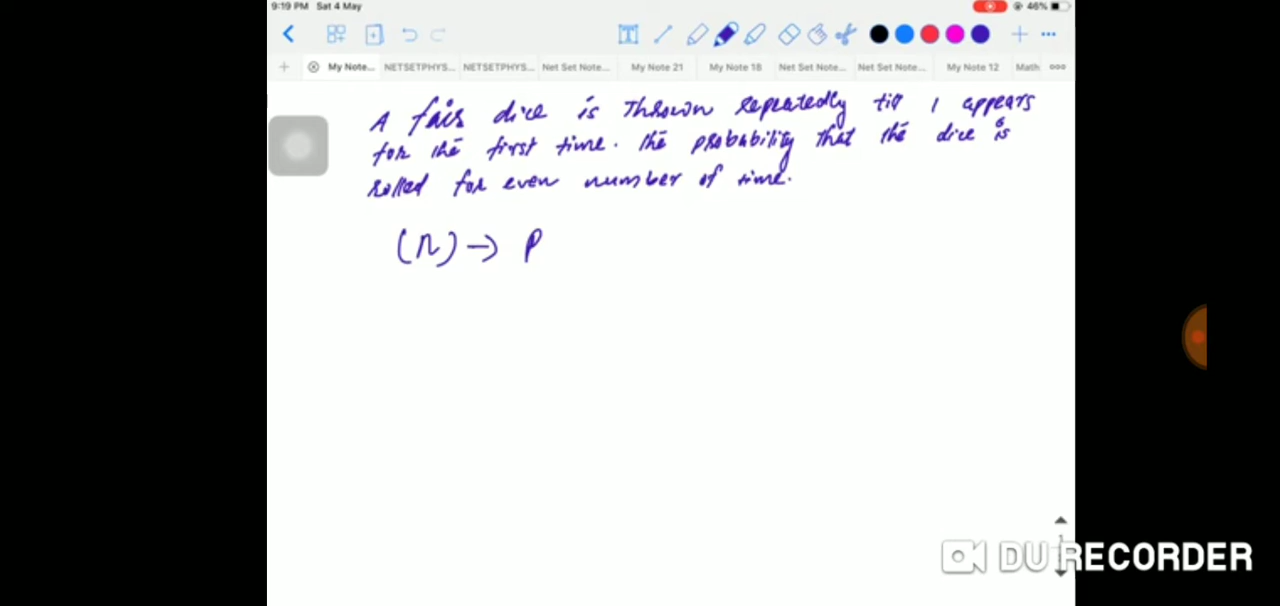 9:19 PM Sat 4 May
46%
My Note... NETSETPHYS... NETSETPHYS... Net Set Note... My Note 21 My Note 18 Net Set Note... Net Set Note... My Note 12 Math
A fair dice is Thrown repeatedly till 1 appears
for the first time. The probability that the dice is
rolled for even number of time.
(n) → P
DU RECORDER